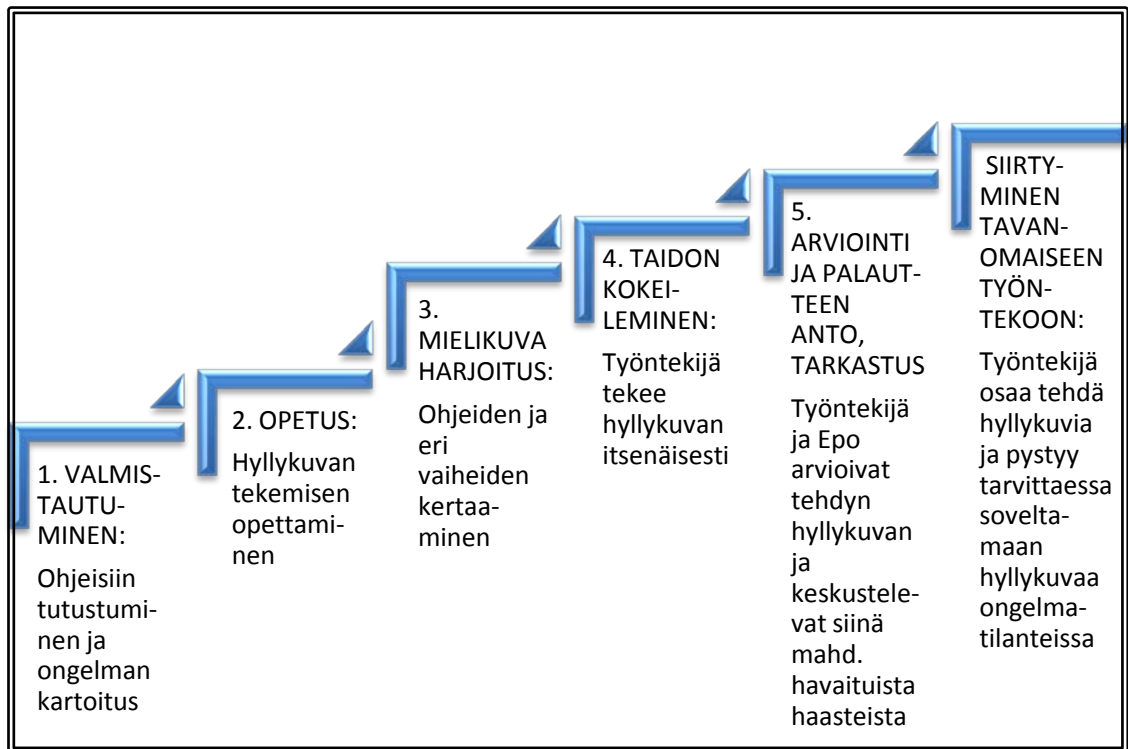 1. VALMIS-
TAUTU-
MINEN:
Ohjeisiin
tutustumi-
nen ja
ongelman
kartoitus
2. OPETUS:
Hyllykuvan
tekemisen
opettami-
nen
3.
MIELIKUVA
HARJOITUS:
Ohjeiden ja
eri
vaiheiden
kertaa-
minen
4. TAIDON
KOKEI-
LEMINEN:
Työntekijä
tekee
hyllykuvan
itsenäisesti
5.
ARVIOINTI
JA PALAUT-
TEEN
ANTO,
TARKASTUS
Työntekijä
ja Epo
arvioivat
tehdyn
hyllykuvan
ja
keskustele-
vat siinä
mahd.
havaituista
haasteista
SIIRTY-
MINEN
TAVAN-
OMAISEEN
TYÖN-
TEKOON:
Työntekijä
osaa tehdä
hyllykuvia
ja pystyy
tarvittaessa
sovelta-
maan
hyllykuvaa
ongelma-
tilanteissa